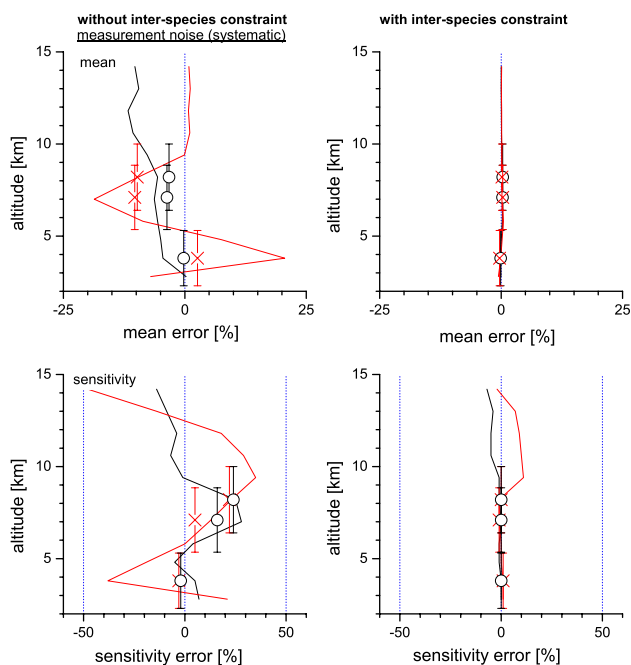 without inter-species constraint
with inter-species constraint
measurement noise (systematic)
15
mean
10
5
altitude [km]
-25
0
25
mean error [%]
15
10
5
altitude [km]
-25
0
25
mean error [%]
15
sensitivity
10
5
altitude [km]
-50
0
50
sensitivity error [%]
15
10
5
altitude [km]
-50
0
50
sensitivity error [%]